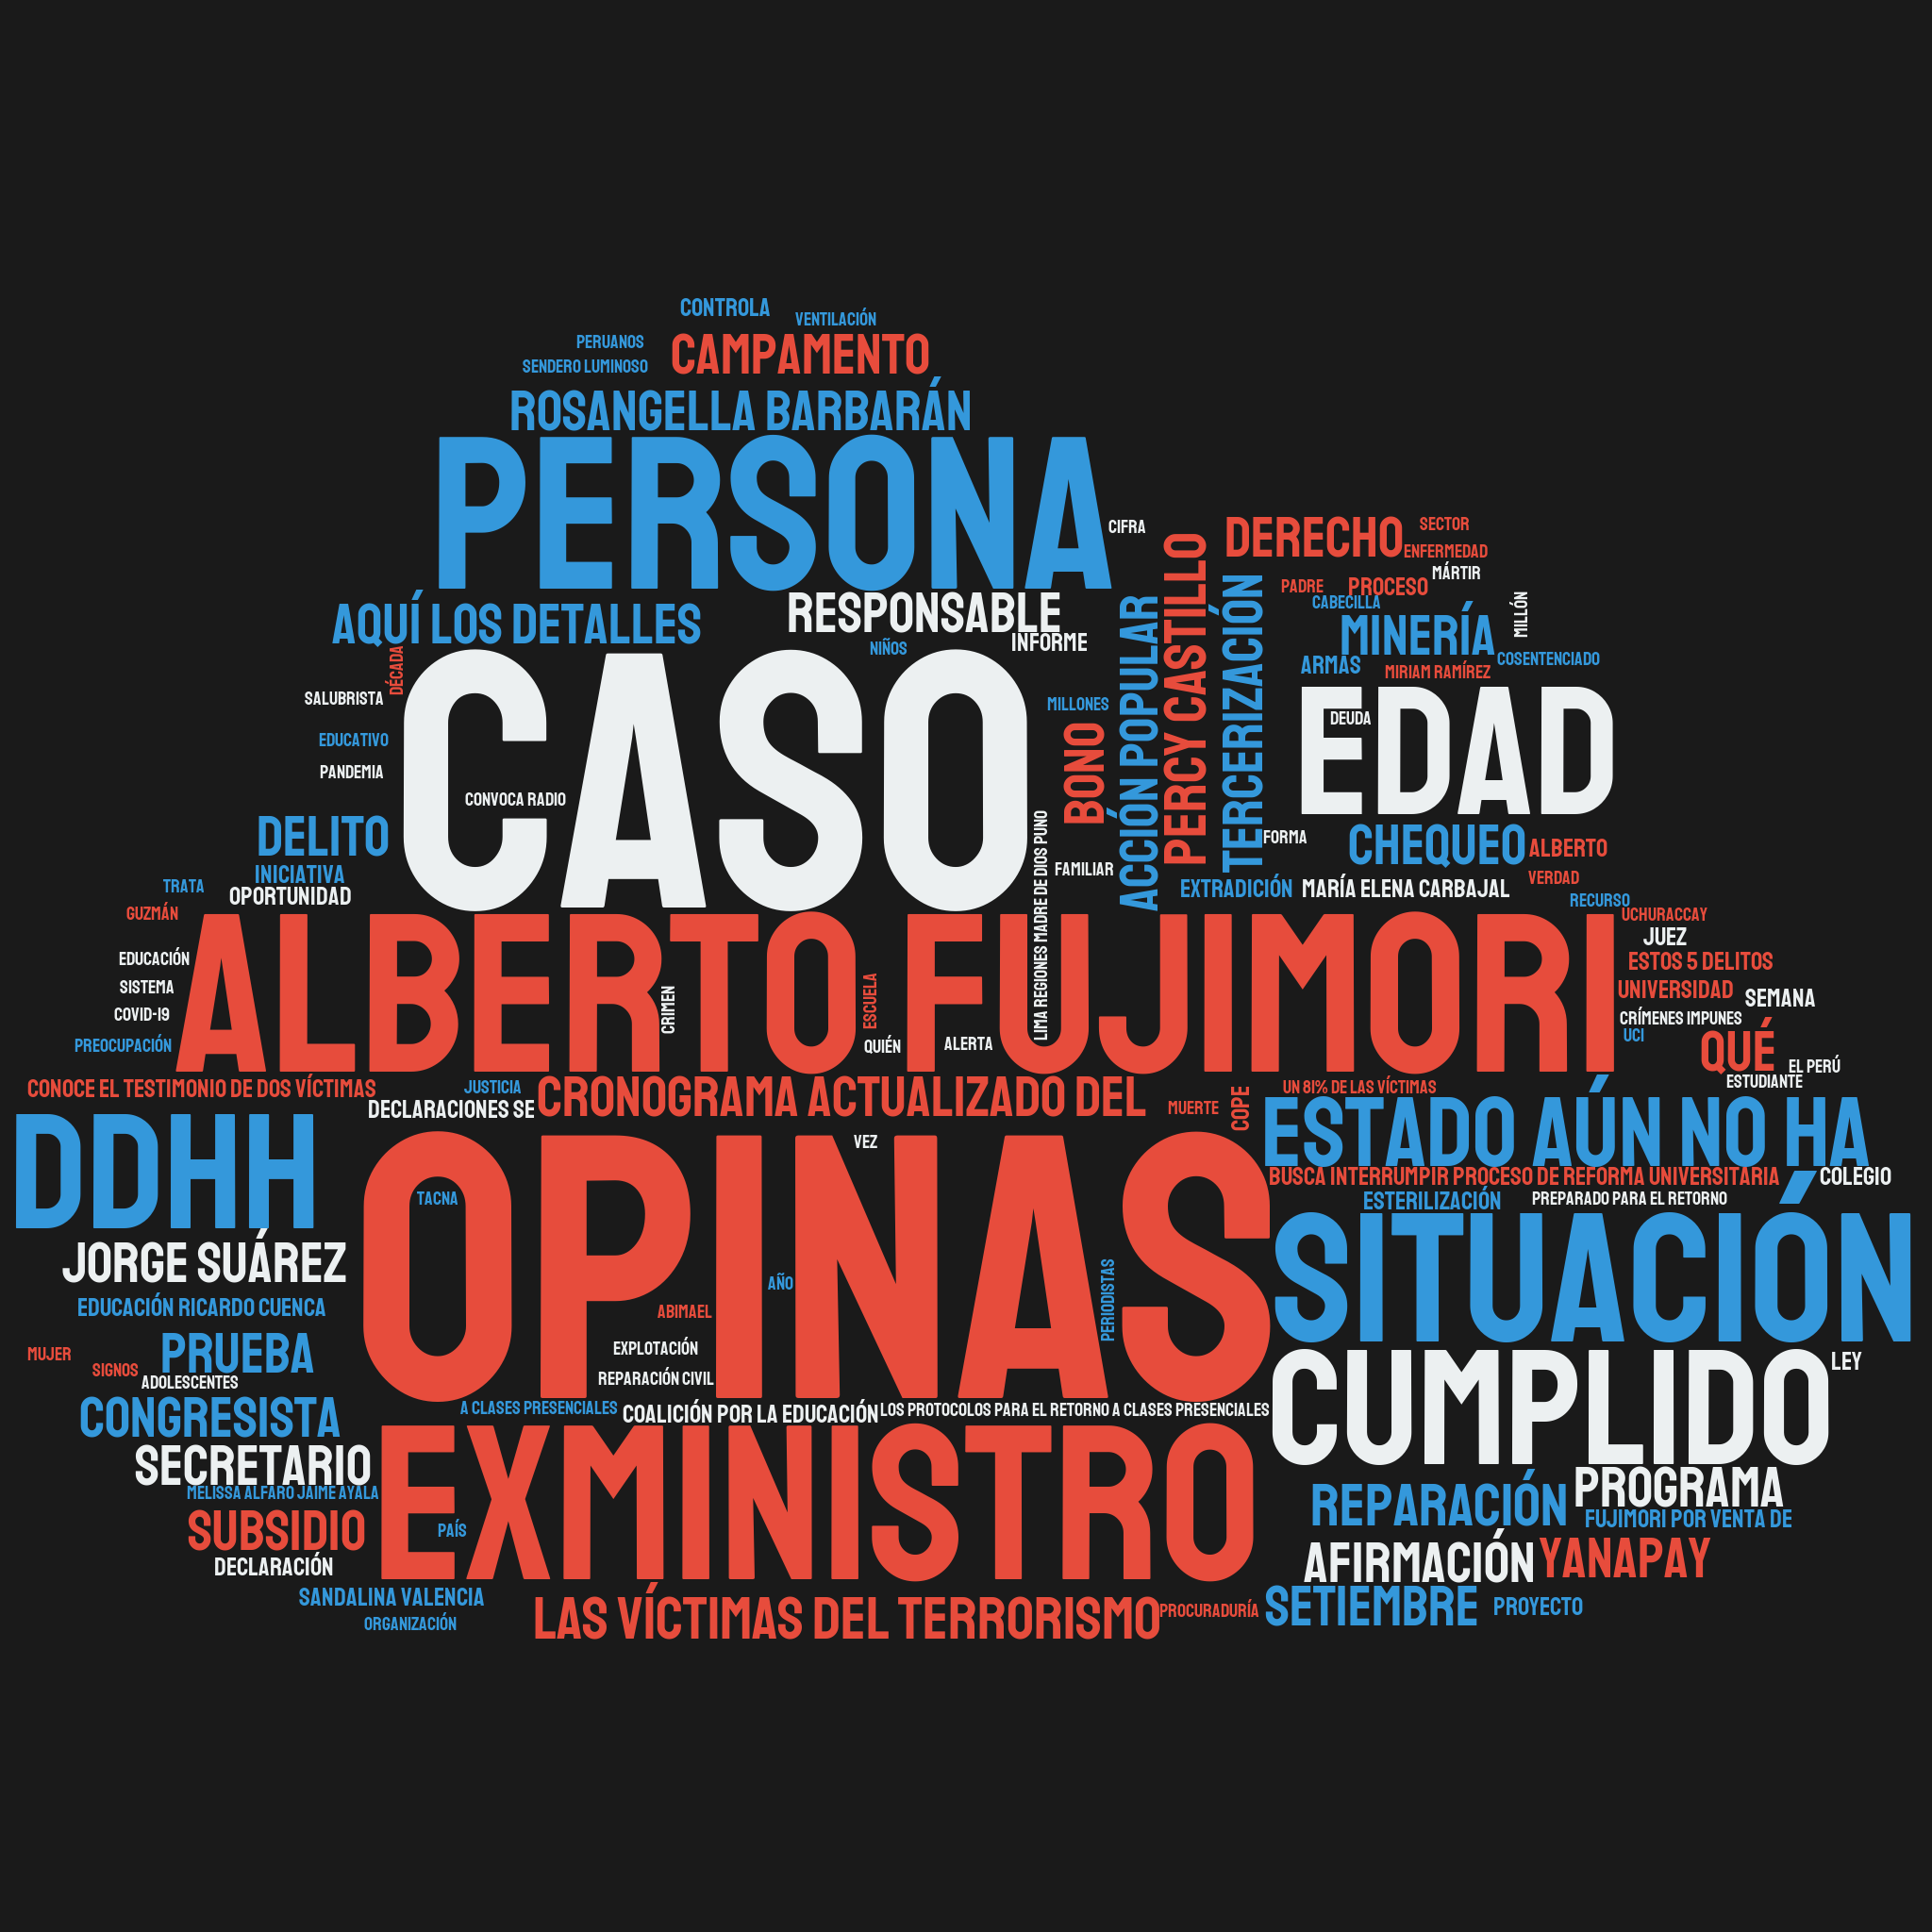 CONTROLA
VENTILACIÓN
PERUANOS
CAMPAMENTO
SENDERO LUMINOSO
ROSANGELLA BARBARÁN
PERSONA
CIFRA
DERECHO
SECTOR
ENFERMEDAD
MÁRTIR
PADRE
PROCESO
CABECILLA
MILLÓN
AQUÍ LOS DETALLES
RESPONSABLE
INFORME
NIÑOS
ACCIÓN POPULAR
PERCY CASTILLO
TERCERIZACIÓN
MINERÍA
COSENTENCIADO
ARMAS
MIRIAM RAMÍREZ
DÉCADA
SALUBRISTA
CASO
MILLONES
EDAD
DEUDA
EDUCATIVO
BONO
PANDEMIA
CONVOCA RADIO
DELITO
FORMA
CHEQUEO
ALBERTO
LIMA REGIONES MADRE DE DIOS PUNO
FAMILIAR
INICIATIVA
TRATA
OPORTUNIDAD
EXTRADICIÓN
MARÍA ELENA CARBAJAL
VERDAD
RECURSO
GUZMÁN
ALBERTO FUJIMORI
UCHURACCAY
JUEZ
EDUCACIÓN
ESTOS 5 DELITOS
SISTEMA
UNIVERSIDAD
SEMANA
COVID-19
CRIMEN
ESCUELA
CRÍMENES IMPUNES
UCI
PREOCUPACIÓN
QUIÉN
ALERTA
QUÉ
EL PERÚ
ESTUDIANTE
CONOCE EL TESTIMONIO DE DOS VÍCTIMAS
JUSTICIA
CRONOGRAMA ACTUALIZADO DEL
DECLARACIONES SE
MUERTE
COPE
UN 81% DE LAS VÍCTIMAS
ESTADO AÚN NO HA
DDHH
VEZ
OPINAS
BUSCA INTERRUMPIR PROCESO DE REFORMA UNIVERSITARIA
COLEGIO
TACNA
ESTERILIZACIÓN
PREPARADO PARA EL RETORNO
SITUACIÓN
JORGE SUÁREZ
AÑO
PERIODISTAS
EDUCACIÓN RICARDO CUENCA
ABIMAEL
PRUEBA
EXPLOTACIÓN
MUJER
SIGNOS
ADOLESCENTES
REPARACIÓN CIVIL
CUMPLIDO
LEY
CONGRESISTA
A CLASES PRESENCIALES
COALICIÓN POR LA EDUCACIÓN
LOS PROTOCOLOS PARA EL RETORNO A CLASES PRESENCIALES
SECRETARIO
EXMINISTRO
MELISSA ALFARO JAIME AYALA
REPARACIÓN
PROGRAMA
SUBSIDIO
PAÍS
FUJIMORI POR VENTA DE
DECLARACIÓN
AFIRMACIÓN
YANAPAY
SANDALINA VALENCIA
ORGANIZACIÓN
LAS VÍCTIMAS DEL TERRORISMO
PROCURADURÍA
SETIEMBRE
PROYECTO